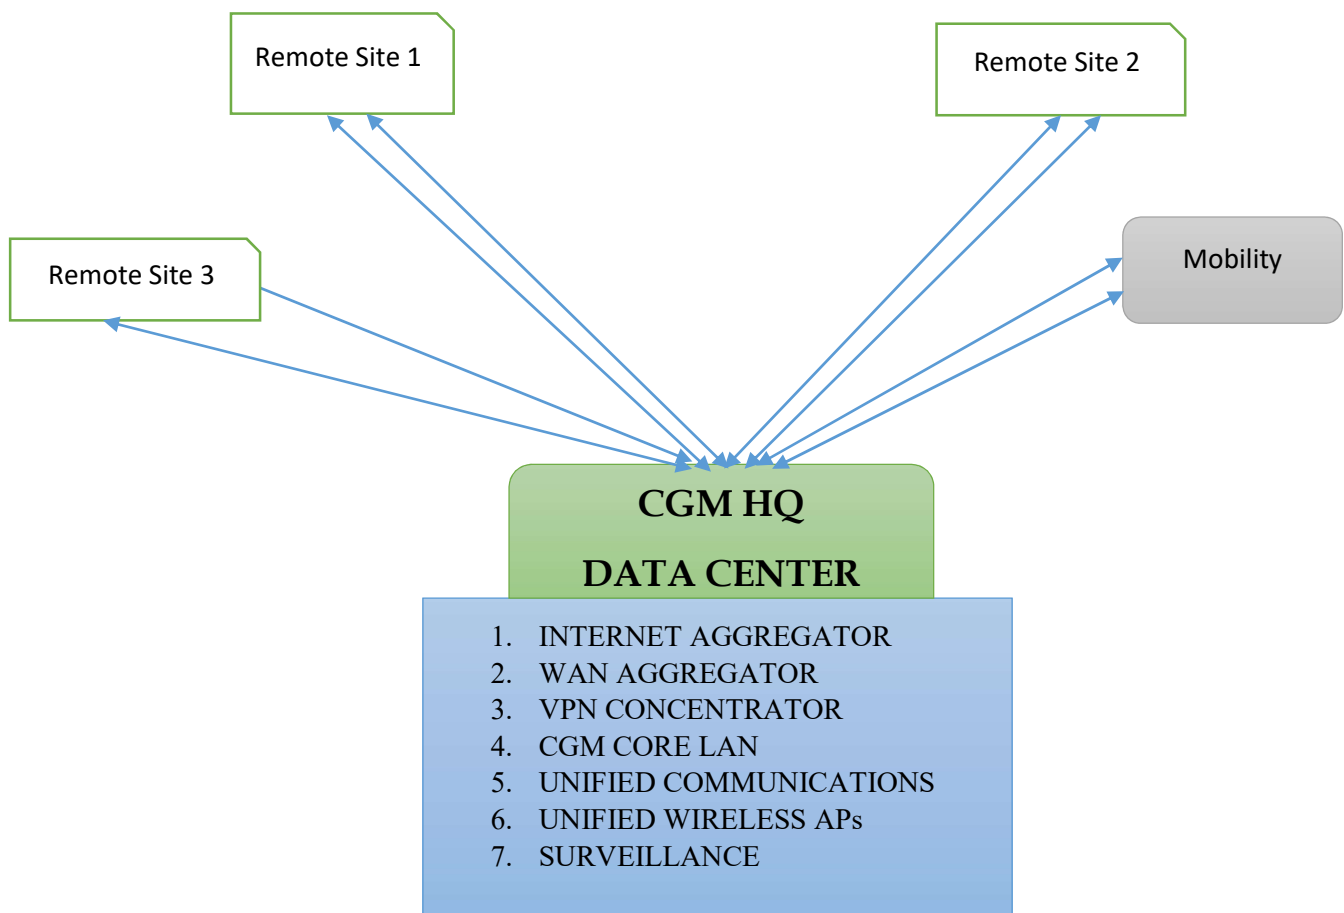 Remote Site 1
Remote Site 2
Remote Site 3
Mobility
CGM HQ
DATA CENTER
1. INTERNET AGGREGATOR
2. WAN AGGREGATOR
3. VPN CONCENTRATOR
4. CGM CORE LAN
5. UNIFIED COMMUNICATIONS
6. UNIFIED WIRELESS APs
7. SURVEILLANCE